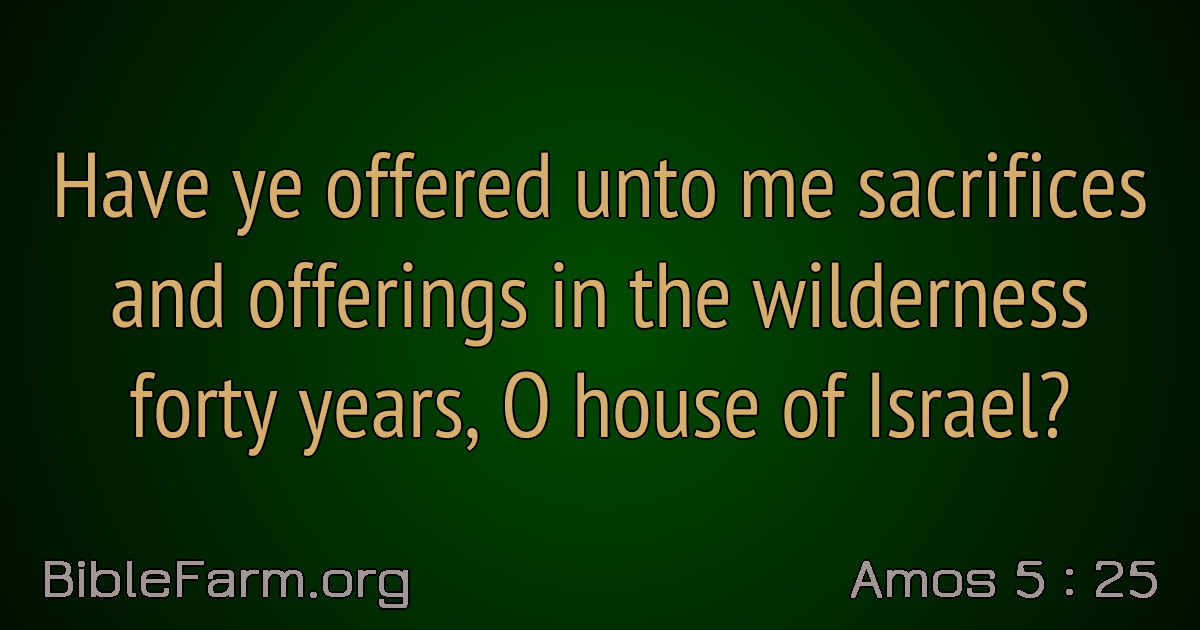 Have ye offered unto me sacrifices
and offerings in the wilderness
forty years, O house of Israel?
BibleFarm.org
Amos 5 : 25